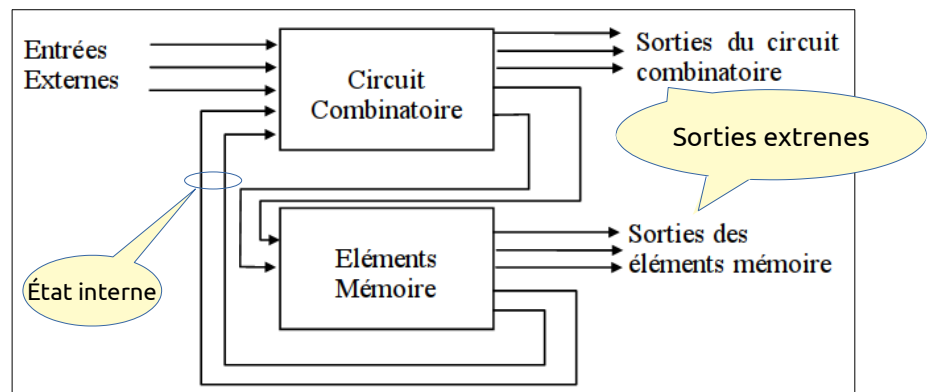 Entrées
Externes
Circuit
Combinatoire
Sorties du circuit
combinatoire
Sorties extrenes
État interne
Eléments
Mémoire
Sorties des
éléments mémoire